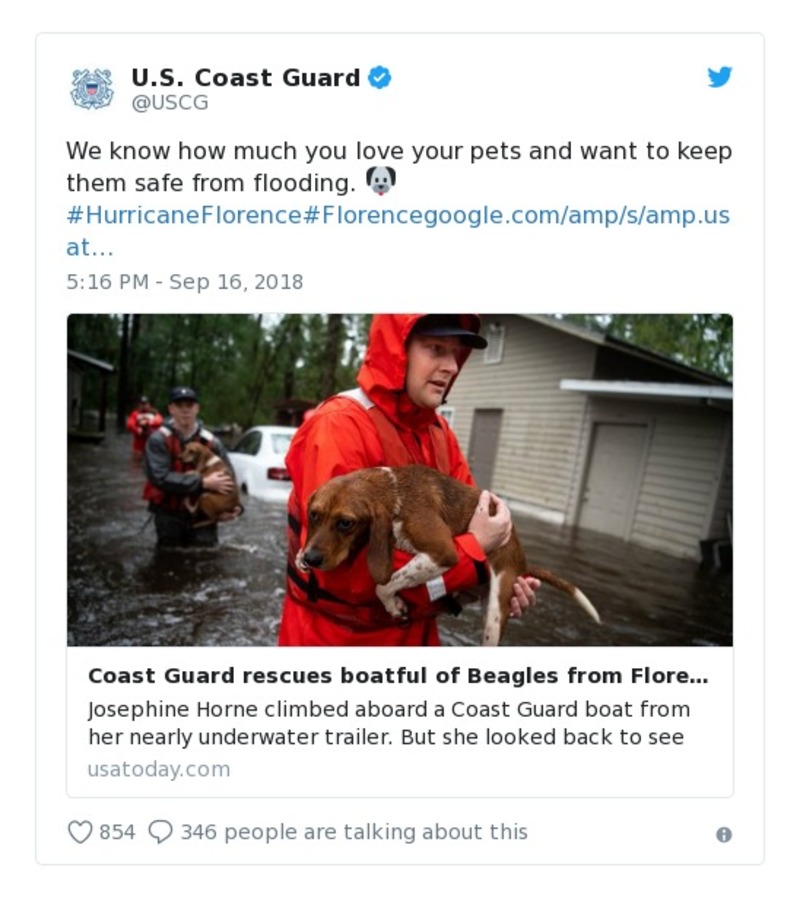 U.S. Coast Guard
@USCG
We know how much you love your pets and want to keep
them safe from flooding. 🐶
#HurricaneFlorence#Florencegoogle.com/amp/s/amp.us
at…
5:16 PM - Sep 16, 2018
Coast Guard rescues boatful of Beagles from Flore…
Josephine Horne climbed aboard a Coast Guard boat from
her nearly underwater trailer. But she looked back to see
usatoday.com
854 346 people are talking about this